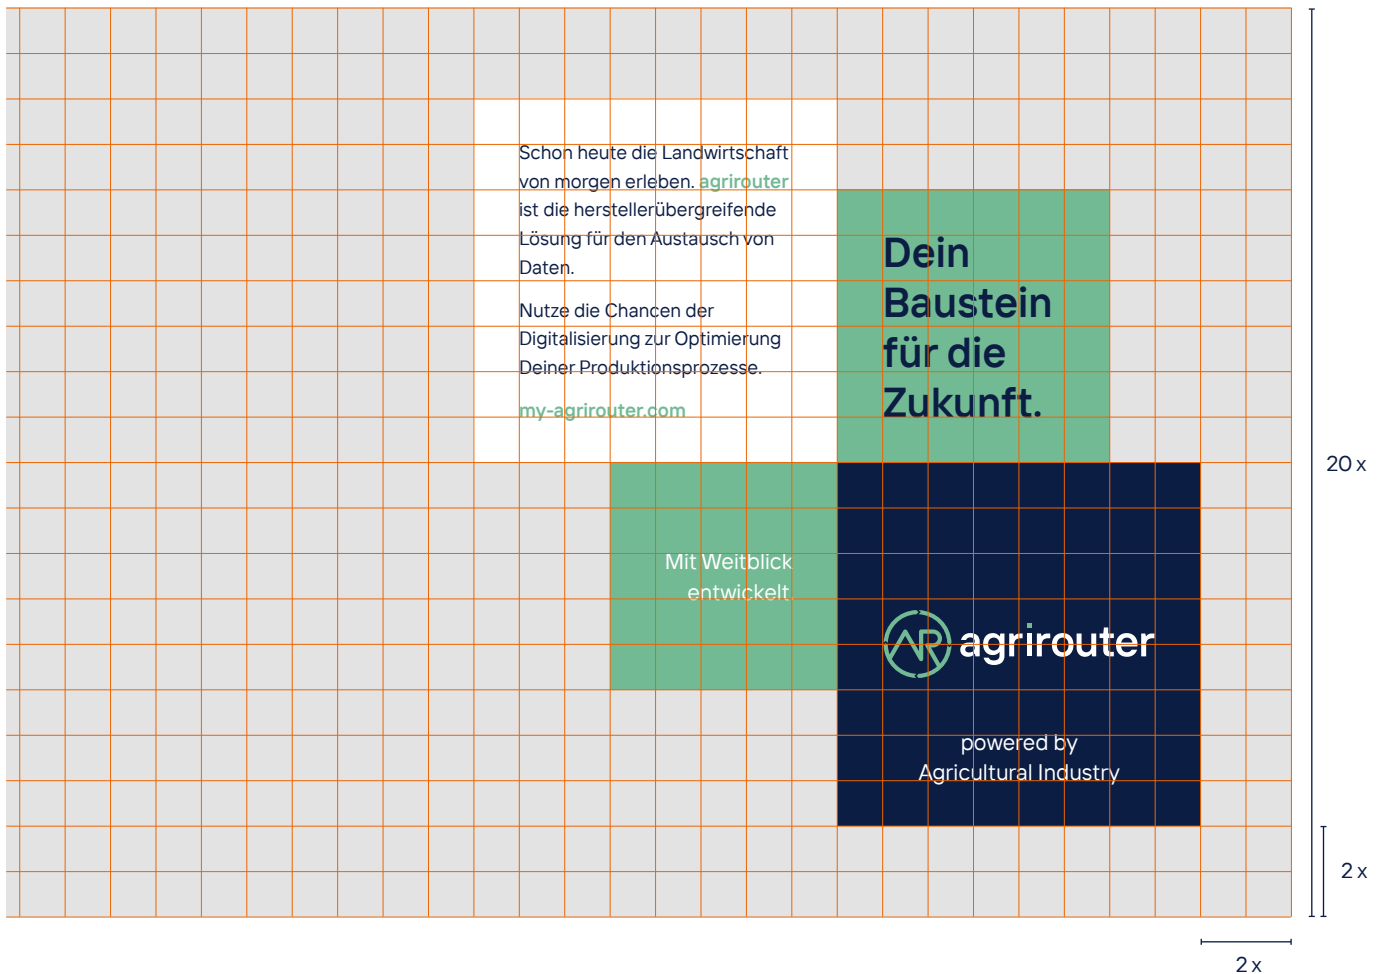 Schon heute die Landwirtschaft
von morgen erleben. agrirouter
ist die herstellerübergreifende
Lösung für den Austausch von
Daten.
Nutze die Chancen der
Digitalisierung zur Optimierung
Deiner Produktionsprozesse.
my-agrirouter.com
Dein
Baustein
für die
Zukunft.
Mit Weitblick
entwickelt.
AR agrirouter
powered by
Agricultural Industry
20 x
2 x
2 x